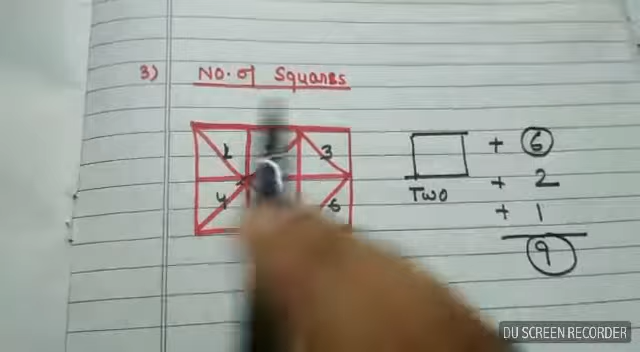 3) No. of Squares
1 3
4 6
Two
+ 6
+ 2
+ 1
9
DU SCREEN RECORDER